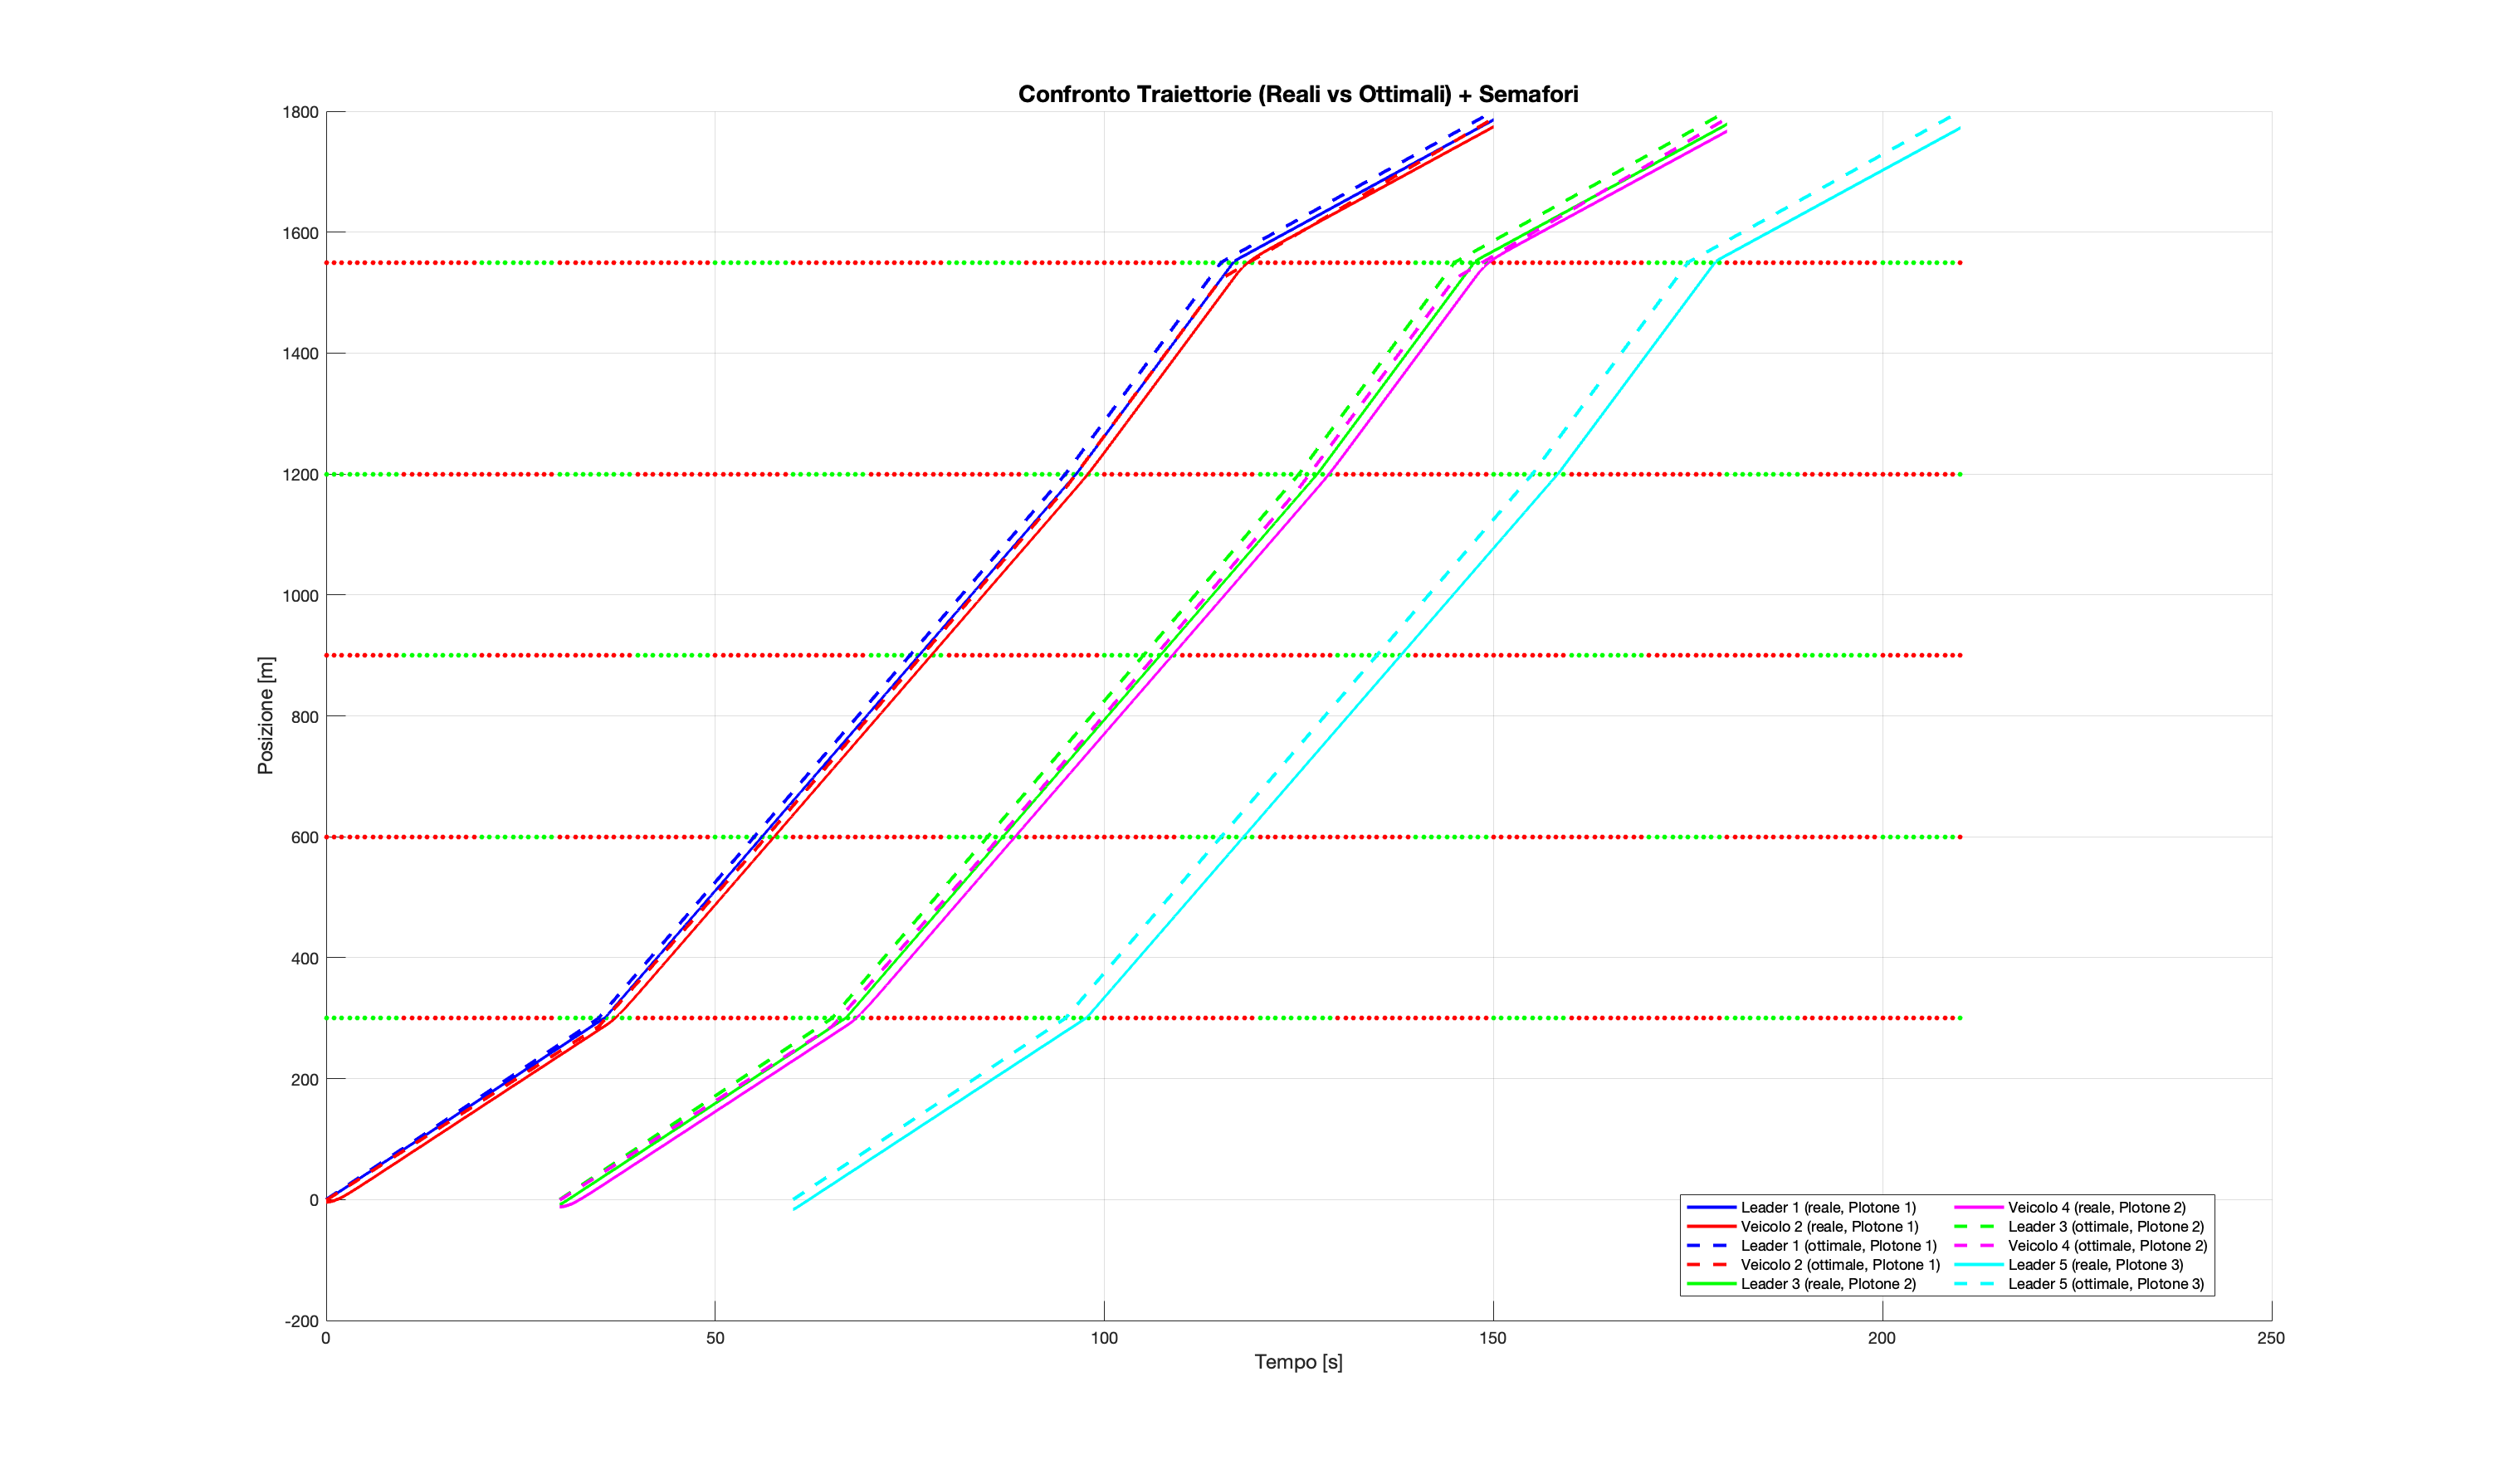 Confronto Traiettorie (Reali vs Ottimali) + Semafori
1800
1600
1400
1200
1000
800
600
400
200
0
-200
Posizione [m]
0
50
100
150
200
250
Tempo [s]
Leader 1 (reale, Plotone 1)
Veicolo 2 (reale, Plotone 1)
Leader 1 (ottimale, Plotone 1)
Veicolo 2 (ottimale, Plotone 1)
Leader 3 (reale, Plotone 2)
Veicolo 4 (reale, Plotone 2)
Leader 3 (ottimale, Plotone 2)
Veicolo 4 (ottimale, Plotone 2)
Leader 5 (reale, Plotone 3)
Leader 5 (ottimale, Plotone 3)